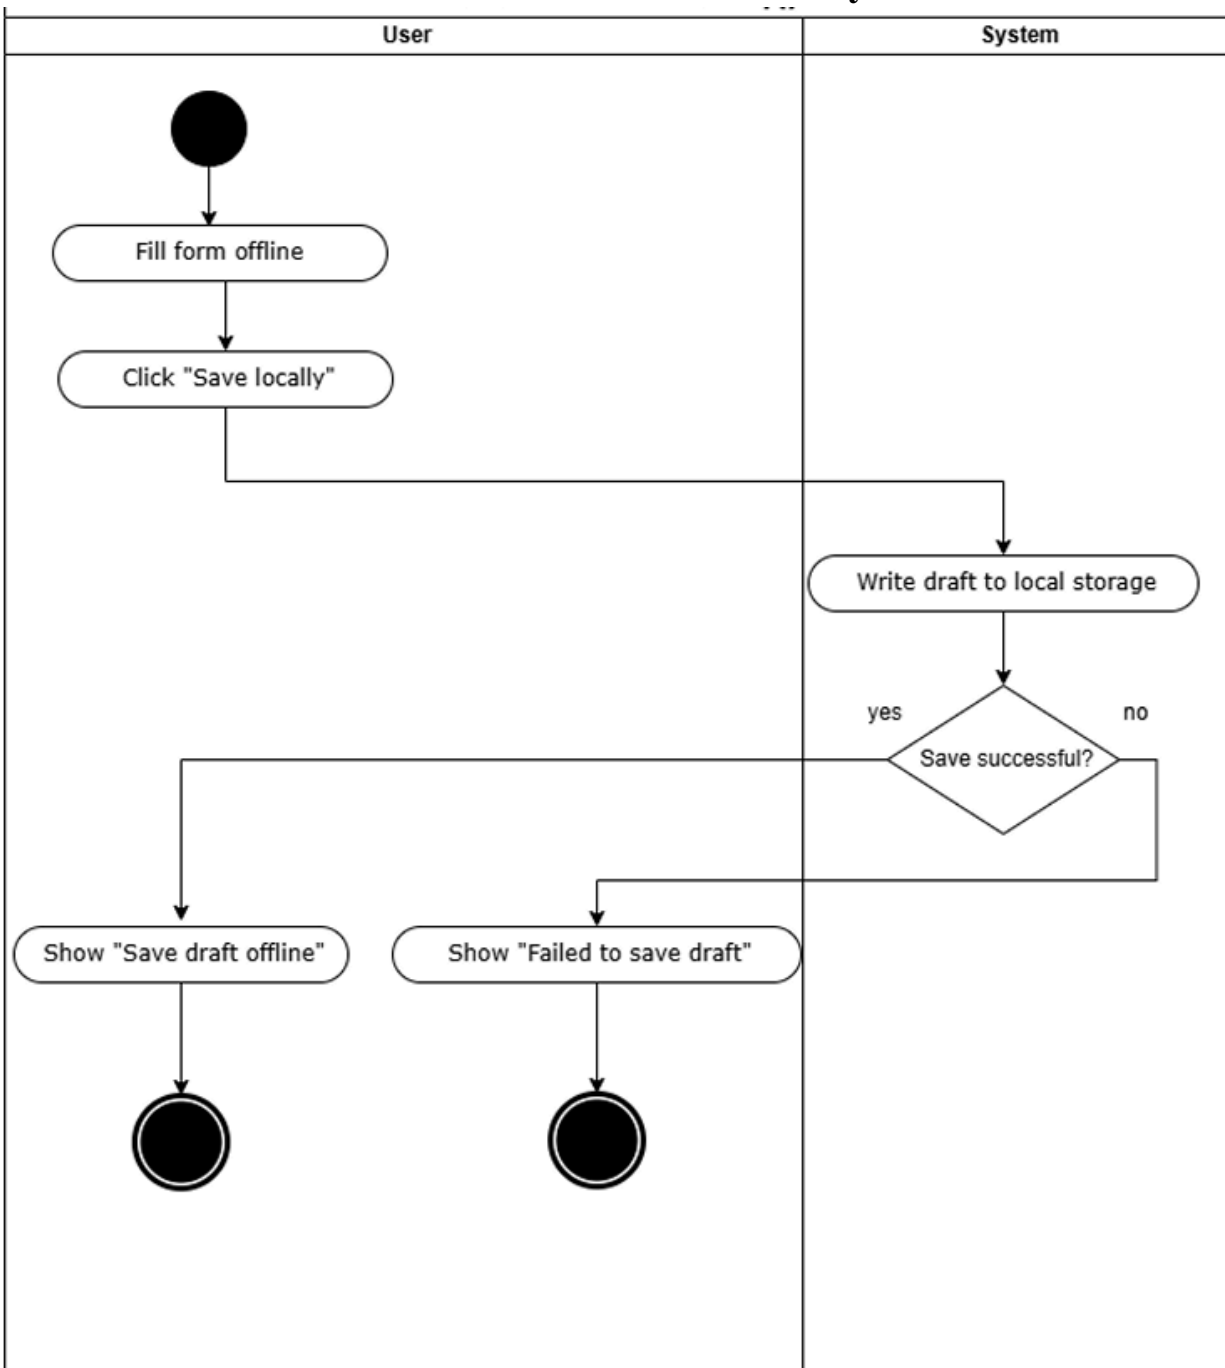 User
System
Fill form offline
Click "Save locally"
Write draft to local storage
yes
no
Save successful?
Show "Save draft offline"
Show "Failed to save draft"